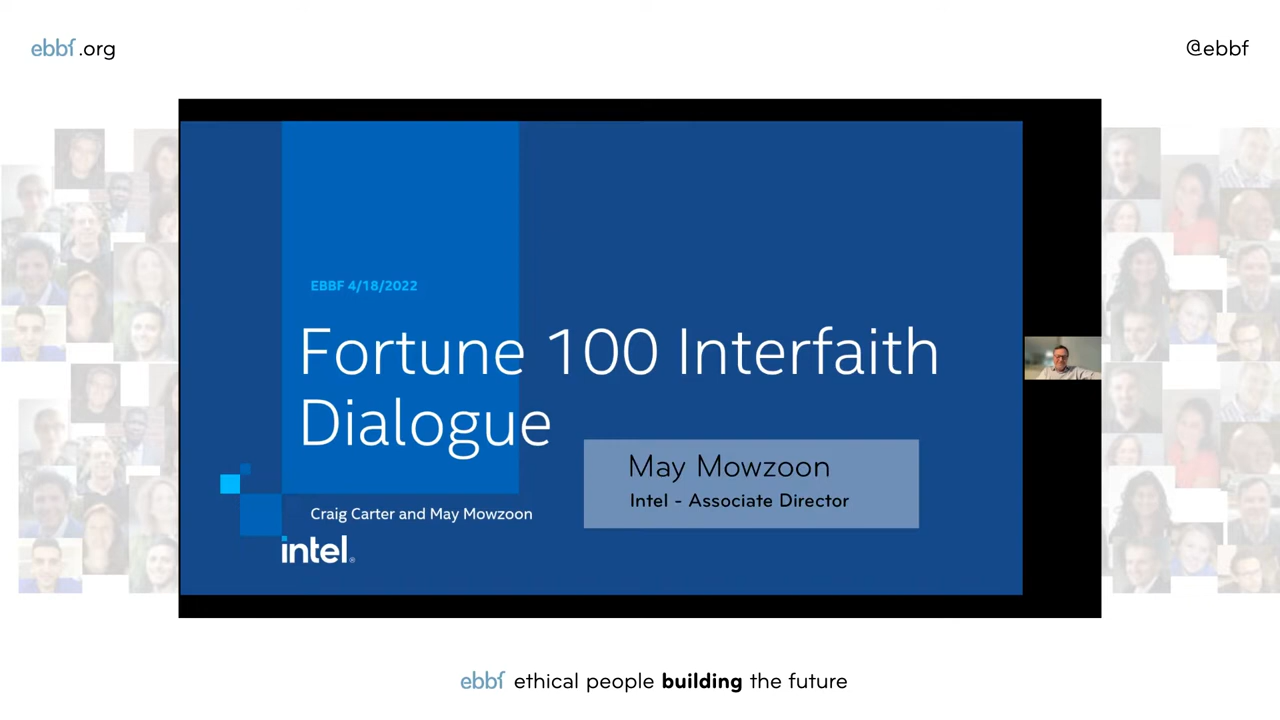 ebbf.org
@ebbf
EBBF 4/18/2022
Fortune 100 Interfaith
Dialogue
May Mowzoon
Intel - Associate Director
Craig Carter and May Mowzoon
intel.
ebbf ethical people building the future